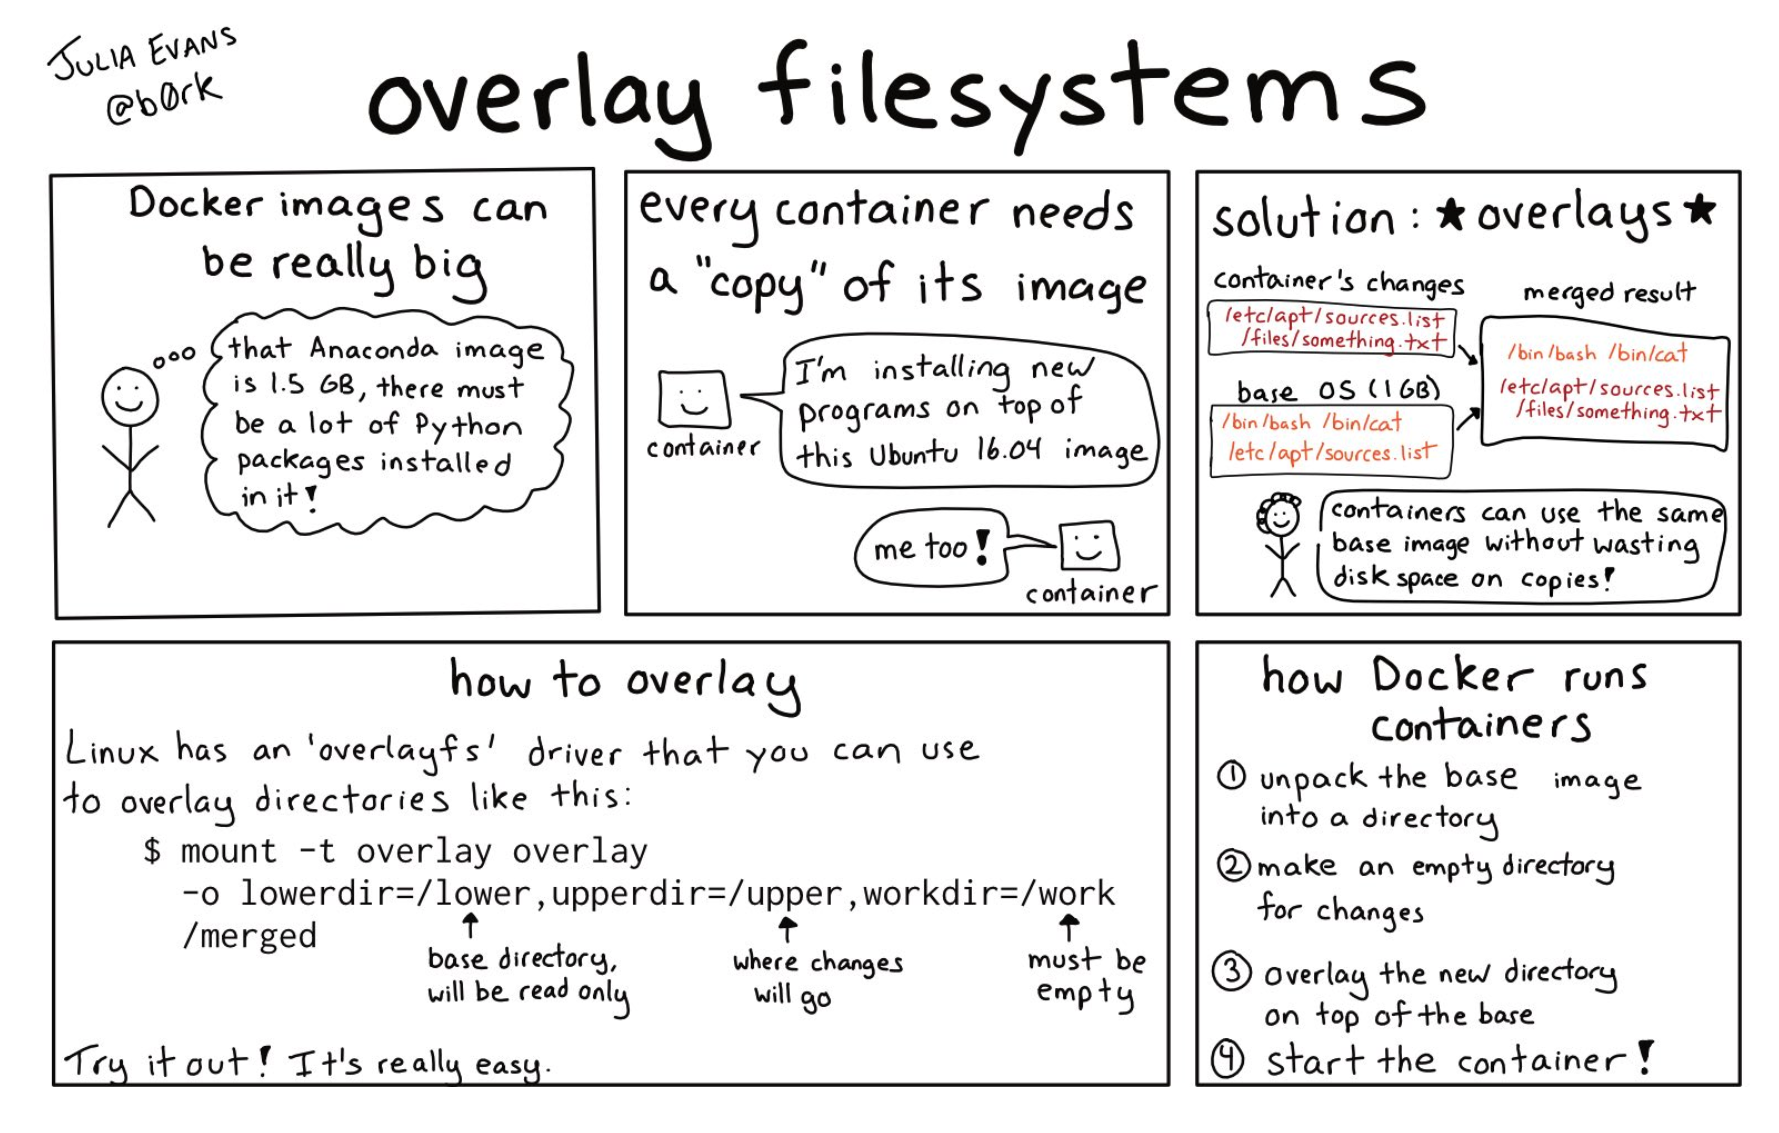 JULIA EVANS
@b0rk
overlay filesystems
Docker images can
be really big
that Anaconda image
is 1.5 GB, there must
be a lot of Python
packages installed
in it!
every container needs
a "copy" of its image
I'm installing new
programs on top of
this Ubuntu 16.04 image
container
me too!
container
solution: ★overlays★
container's changes
/etc/apt/sources.list
/files/something.txt
base OS (1GB)
/bin/bash /bin/cat
/etc/apt/sources.list
merged result
/bin/bash /bin/cat
/etc/apt/sources.list
/files/something.txt
containers can use the same
base image without wasting
disk space on copies!
how to overlay
Linux has an 'overlayfs' driver that you can use
to overlay directories like this:
$ mount -t overlay overlay
-o lowerdir=/lower,upperdir=/upper,workdir=/work
/merged
base directory,
will be read only
where changes
will go
must be
empty
Try it out! It's really easy.
how Docker runs
containers
① unpack the base image
into a directory
② make an empty directory
for changes
③ overlay the new directory
on top of the base
④ start the container!